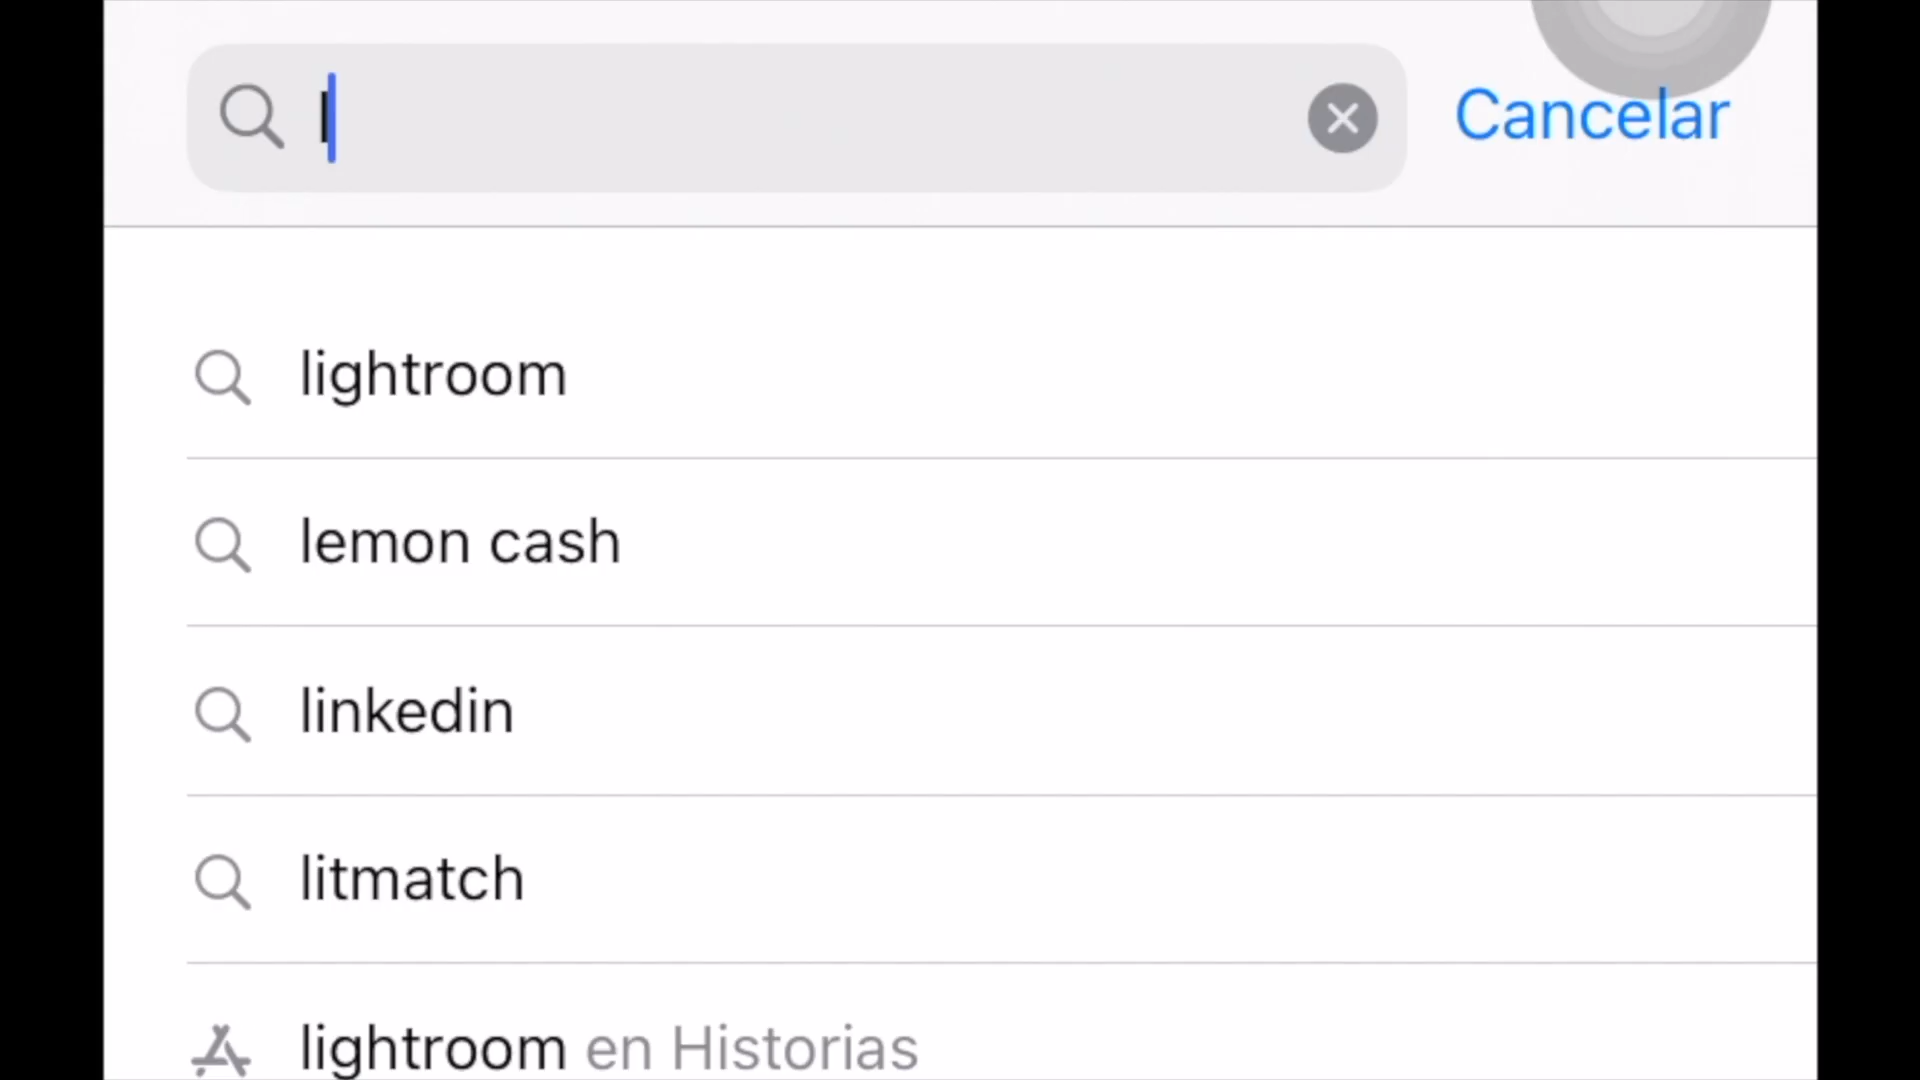 l
Cancelar
lightroom
lemon cash
linkedin
litmatch
lightroom en Historias